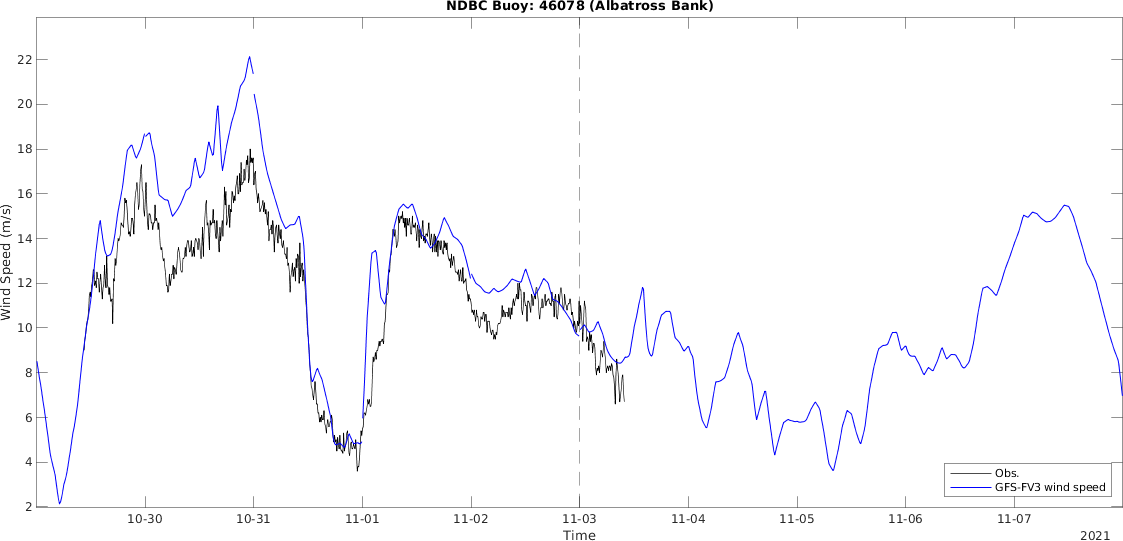 NDBC Buoy: 46078 (Albatross Bank)
Wind Speed (m/s)
22
20
18
16
14
12
10
8
6
4
2
10-30 10-31 11-01 11-02 11-03 11-04 11-05 11-06 11-07
Time
2021
Obs.
GFS-FV3 wind speed